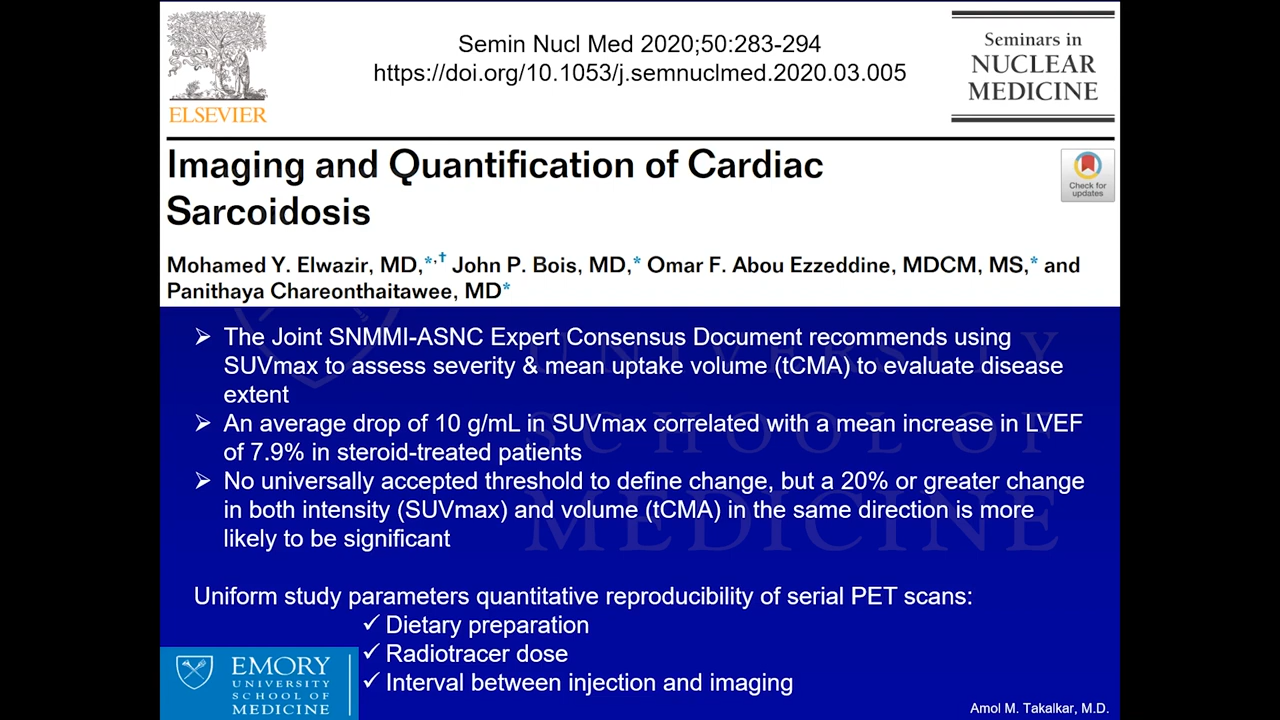 Semin Nucl Med 2020;50:283-294
https://doi.org/10.1053/j.semnuclmed.2020.03.005
ELSEVIER
Seminars in
NUCLEAR
MEDICINE
Imaging and Quantification of Cardiac
Sarcoidosis
Check for
updates
Mohamed Y. Elwazir, MD,*,† John P. Bois, MD,* Omar F. Abou Ezzeddine, MDCM, MS,* and
Panithaya Chareonthaitawee, MD*
➢ The Joint SNMMI-ASNC Expert Consensus Document recommends using
SUVmax to assess severity & mean uptake volume (tCMA) to evaluate disease
extent
➢ An average drop of 10 g/mL in SUVmax correlated with a mean increase in LVEF
of 7.9% in steroid-treated patients
➢ No universally accepted threshold to define change, but a 20% or greater change
in both intensity (SUVmax) and volume (tCMA) in the same direction is more
likely to be significant
UNIVERSITY
SCHOOL OF
MEDICINE
Uniform study parameters quantitative reproducibility of serial PET scans:
✓ Dietary preparation
✓ Radiotracer dose
✓ Interval between injection and imaging
EMORY
UNIVERSITY
SCHOOL OF
MEDICINE
Amol M. Takalkar, M.D.